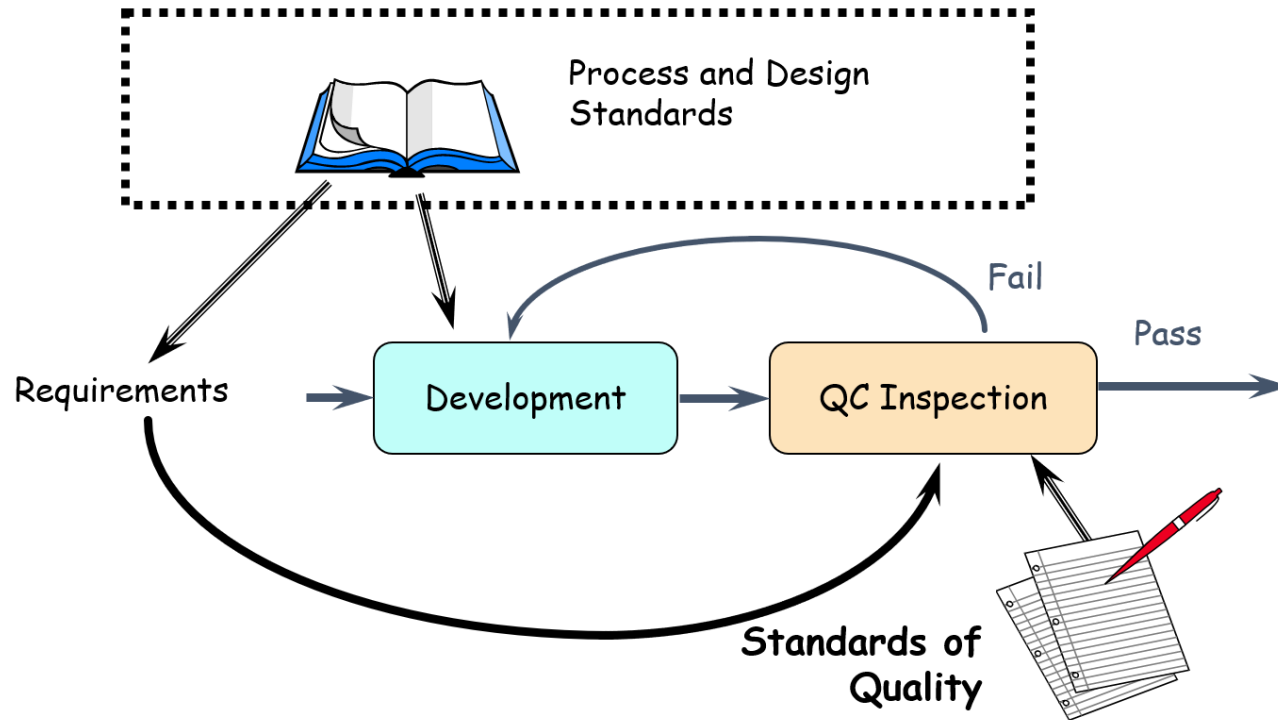 Process and Design
Standards
Fail
Pass
Requirements
Development
QC Inspection
Standards of
Quality